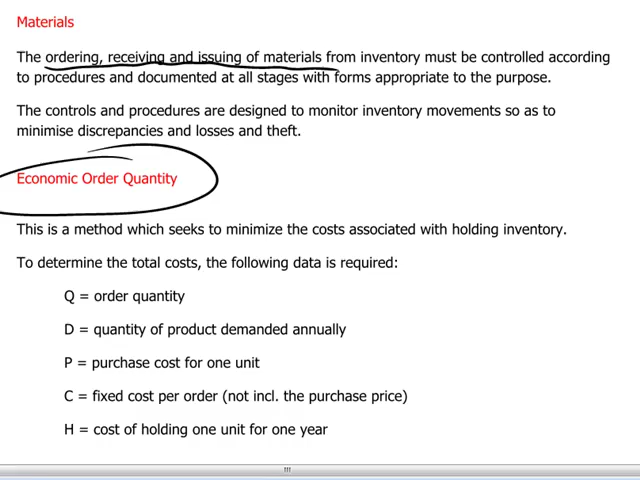 Materials
The ordering, receiving and issuing of materials from inventory must be controlled according
to procedures and documented at all stages with forms appropriate to the purpose.
The controls and procedures are designed to monitor inventory movements so as to
minimise discrepancies and losses and theft.
Economic Order Quantity
This is a method which seeks to minimize the costs associated with holding inventory.
To determine the total costs, the following data is required:
Q = order quantity
D = quantity of product demanded annually
P = purchase cost for one unit
C = fixed cost per order (not incl. the purchase price)
H = cost of holding one unit for one year